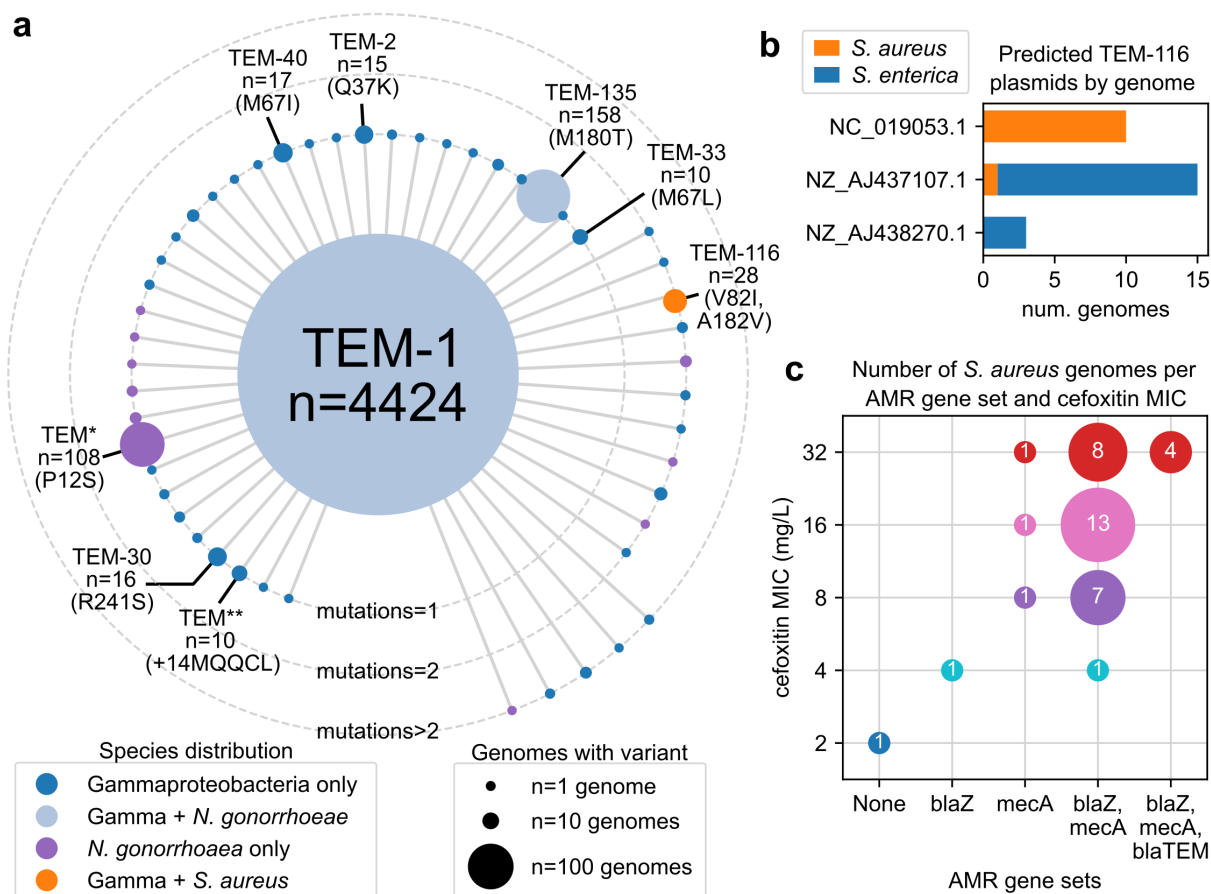 a
TEM-2
n=15
(Q37K)
TEM-40
n=17
(M67I)
TEM-135
n=158
(M180T)
TEM-33
n=10
(M67L)
TEM-116
n=28
(V82I,
A182V)
TEM-1
n=4424
TEM*
n=108
(P12S)
TEM-30
n=16
(R241S)
TEM**
n=10
(+14MQQCL)
mutations=1
mutations=2
mutations>2
Species distribution
Gammaproteobacteria only
Gamma + N. gonorrhoeae
N. gonorrhoaea only
Gamma + S. aureus
Genomes with variant
n=1 genome
n=10 genomes
n=100 genomes
b
S. aureus
S. enterica
Predicted TEM-116
plasmids by genome
NC_019053.1
NZ_AJ437107.1
NZ_AJ438270.1
0 5 10 15
num. genomes
c
Number of S. aureus genomes per
AMR gene set and cefoxitin MIC
cefoxitin MIC (mg/L)
32 1 8 4
16 1 13
8 1 7
4 1 1
2 1
None blaZ mecA blaZ, blaZ,
mecA mecA,
blaTEM
AMR gene sets